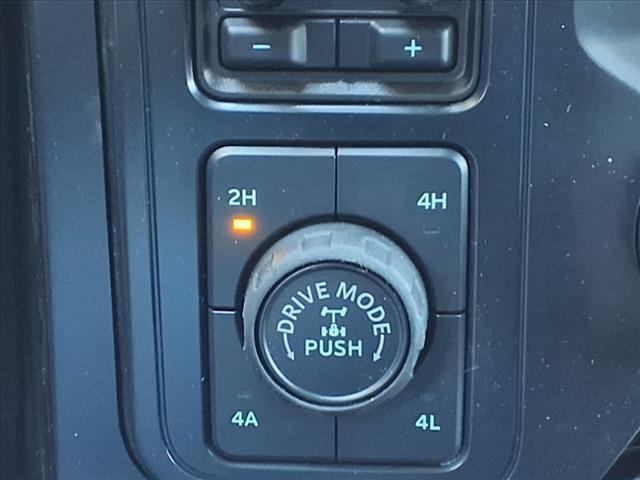 − +
2H 4H
DRIVE MODE
PUSH
4A 4L